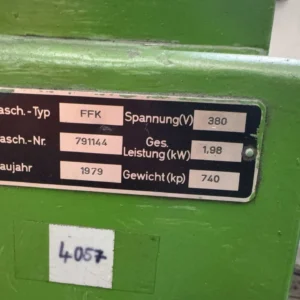 asch.-Typ FFK Spannung(V) 380
asch.-Nr. 791144 Ges. Leistung(kW) 1,98
aujahr 1979 Gewicht(kp) 740
4057